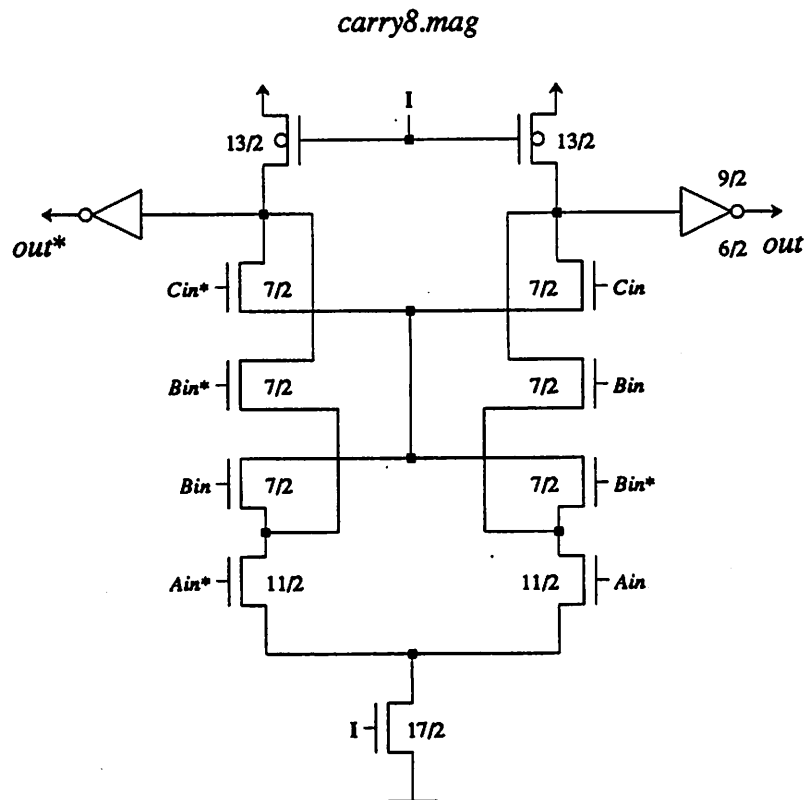 carry8.mag
I
13/2
13/2
9/2
out*
6/2
out
Cin*
7/2
7/2
Cin
Bin*
7/2
7/2
Bin
Bin
7/2
7/2
Bin*
Ain*
11/2
11/2
Ain
I
17/2